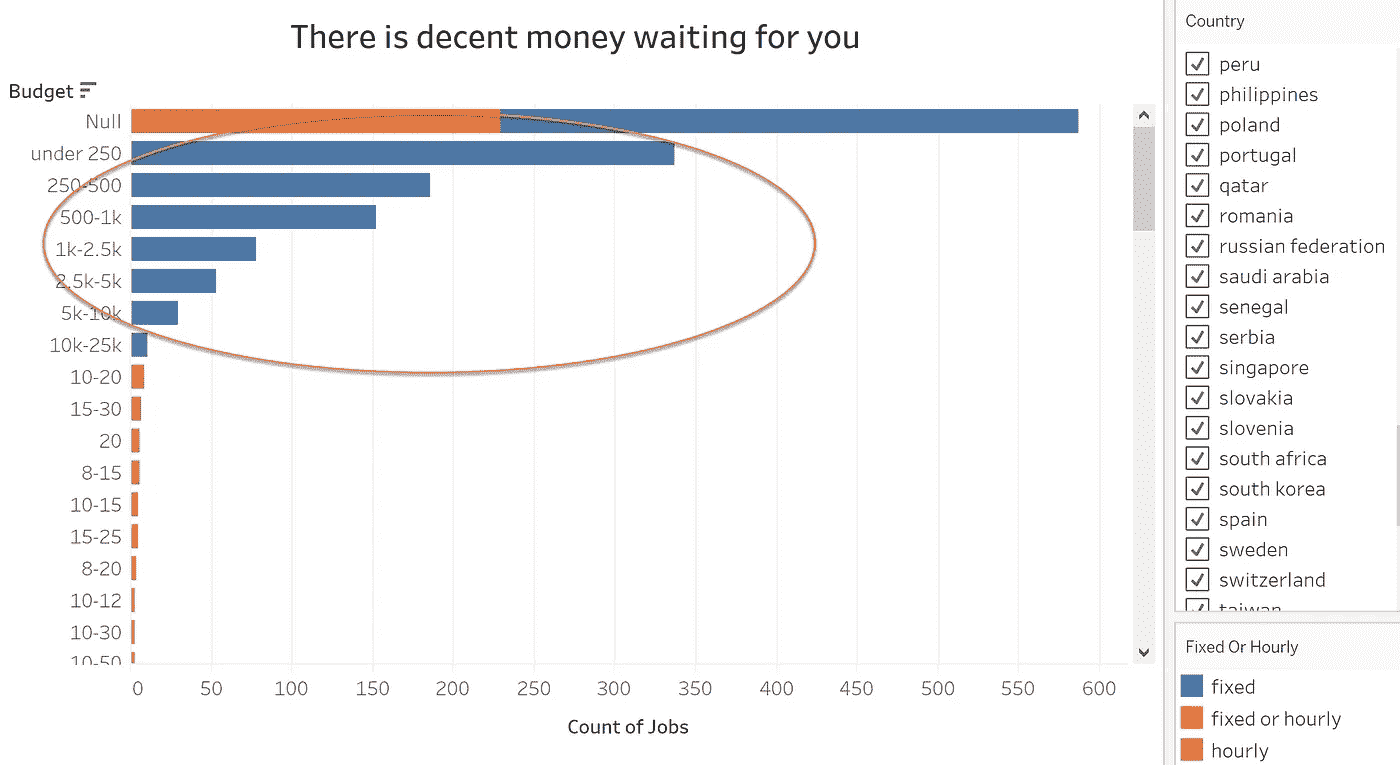 There is decent money waiting for you
Budget
Null
under 250
250-500
500-1k
1k-2.5k
2.5k-5k
5k-10k
10k-25k
10-20
15-30
20
8-15
10-15
15-25
8-20
10-12
10-30
10-50
0 50 100 150 200 250 300 350 400 450 500 550 600
Count of Jobs
Country
peru
philippines
poland
portugal
qatar
romania
russian federation
saudi arabia
senegal
serbia
singapore
slovakia
slovenia
south africa
south korea
spain
sweden
switzerland
taiwan
Fixed Or Hourly
fixed
fixed or hourly
hourly